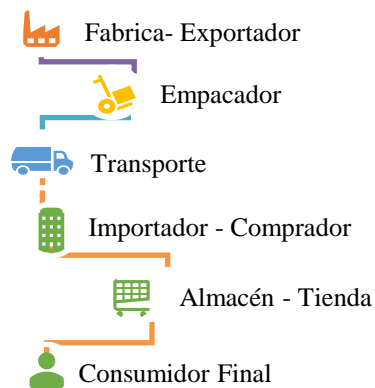 Fabrica- Exportador
Empacador
Transporte
Importador - Comprador
Almacén - Tienda
Consumidor Final